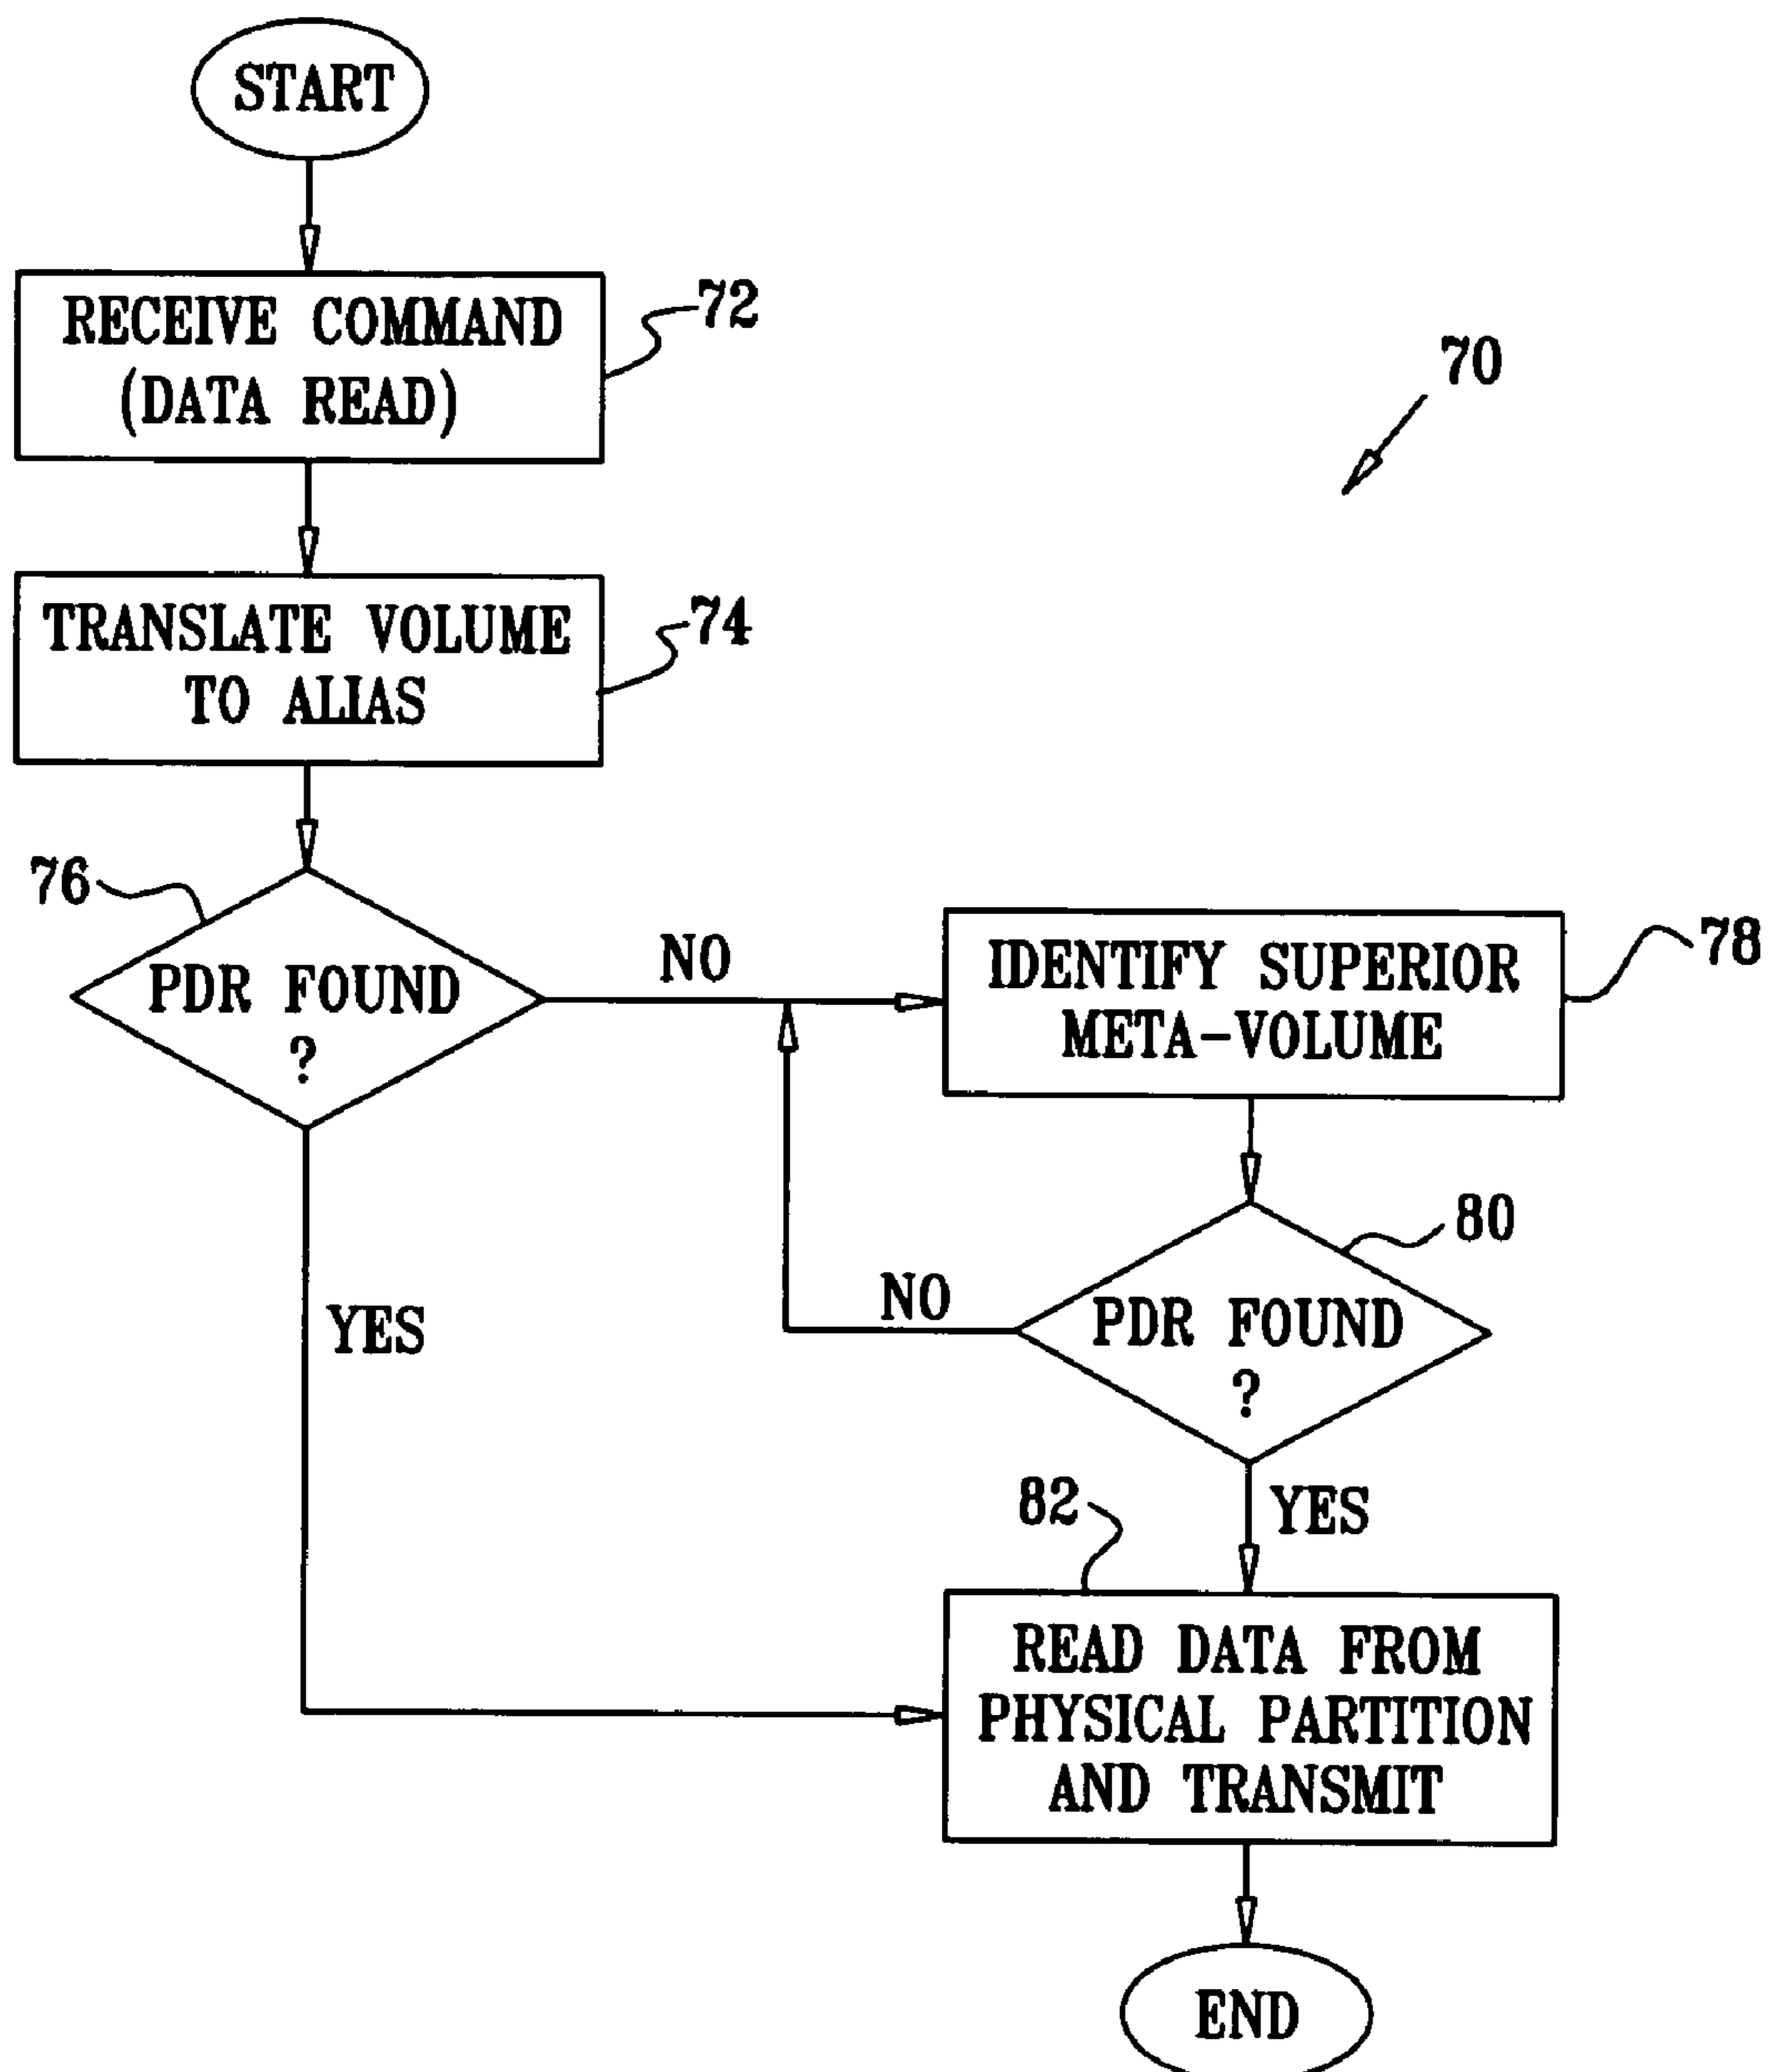 START
RECEIVE COMMAND
(DATA READ)
72
70
TRANSLATE VOLUME
TO ALIAS
74
76
PDR FOUND
?
NO
IDENTIFY SUPERIOR
META-VOLUME
78
80
PDR FOUND
?
NO
YES
YES
82
READ DATA FROM
PHYSICAL PARTITION
AND TRANSMIT
END